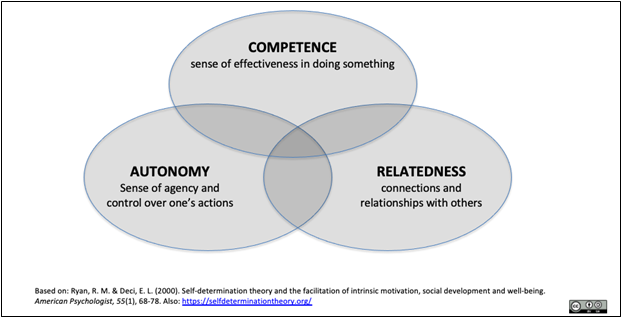 COMPETENCE
sense of effectiveness in doing something
AUTONOMY
Sense of agency and
control over one's actions
RELATEDNESS
connections and
relationships with others
Based on: Ryan, R. M. & Deci, E. L. (2000). Self-determination theory and the facilitation of intrinsic motivation, social development and well-being.
American Psychologist, 55(1), 68-78. Also: https://selfdeterminationtheory.org/